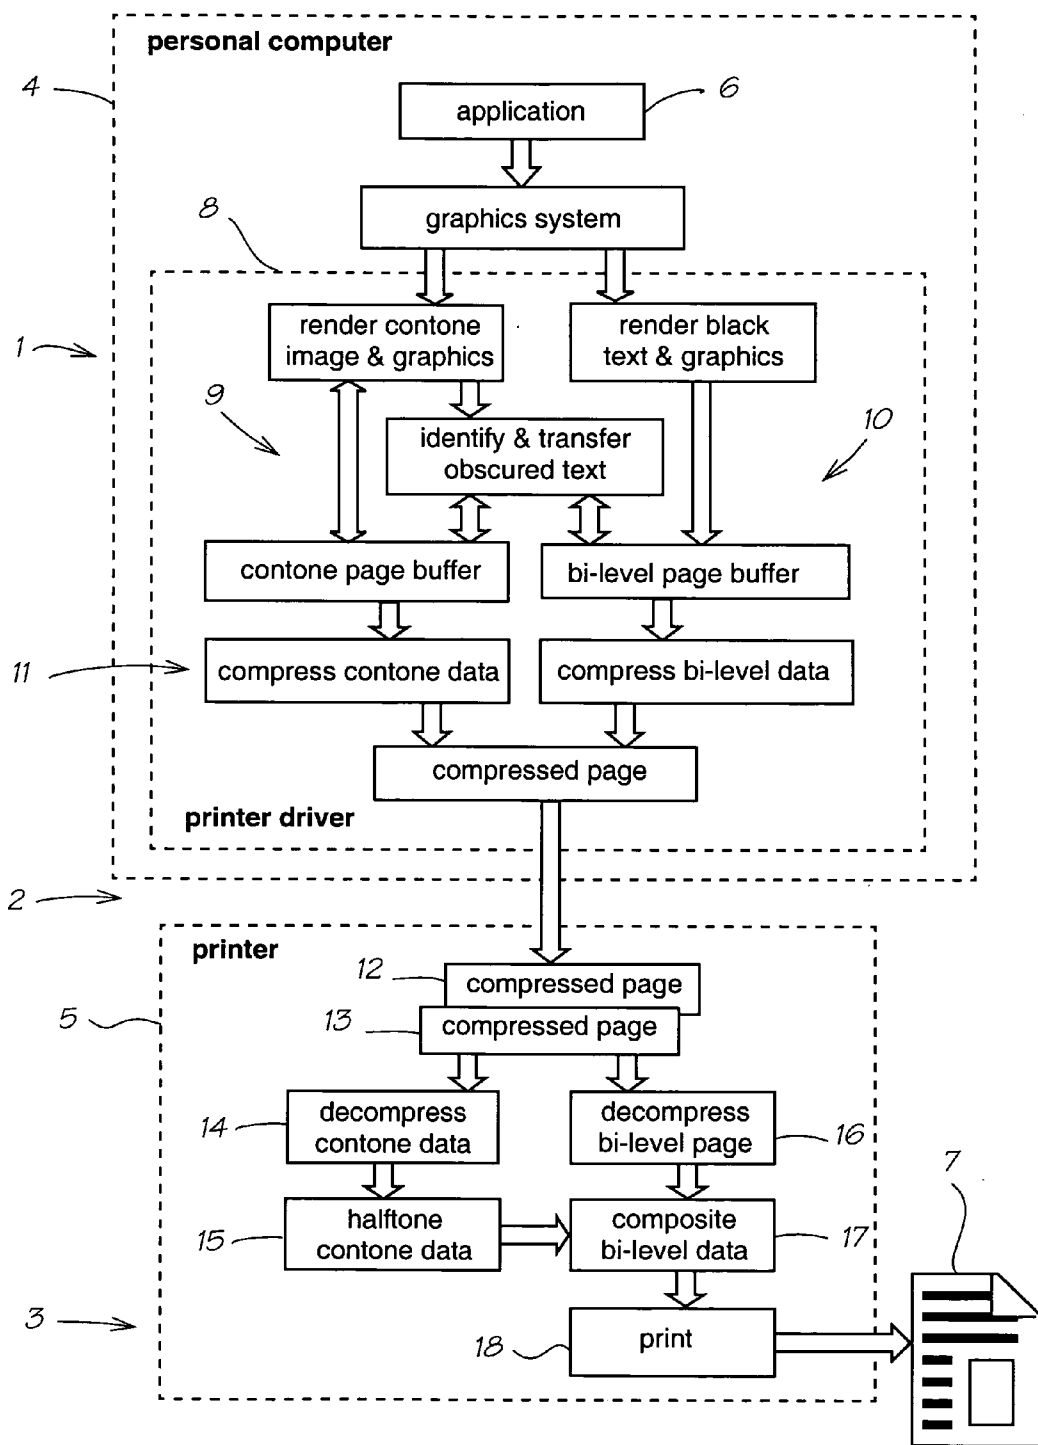 personal computer
4
application
6
graphics system
8
render contone
image & graphics
render black
text & graphics
1
9
identify & transfer
obscured text
10
contone page buffer
bi-level page buffer
11
compress contone data
compress bi-level data
compressed page
printer driver
2
printer
12
compressed page
13
compressed page
5
14
decompress
contone data
decompress
bi-level page
16
7
15
halftone
contone data
composite
bi-level data
17
3
18
print